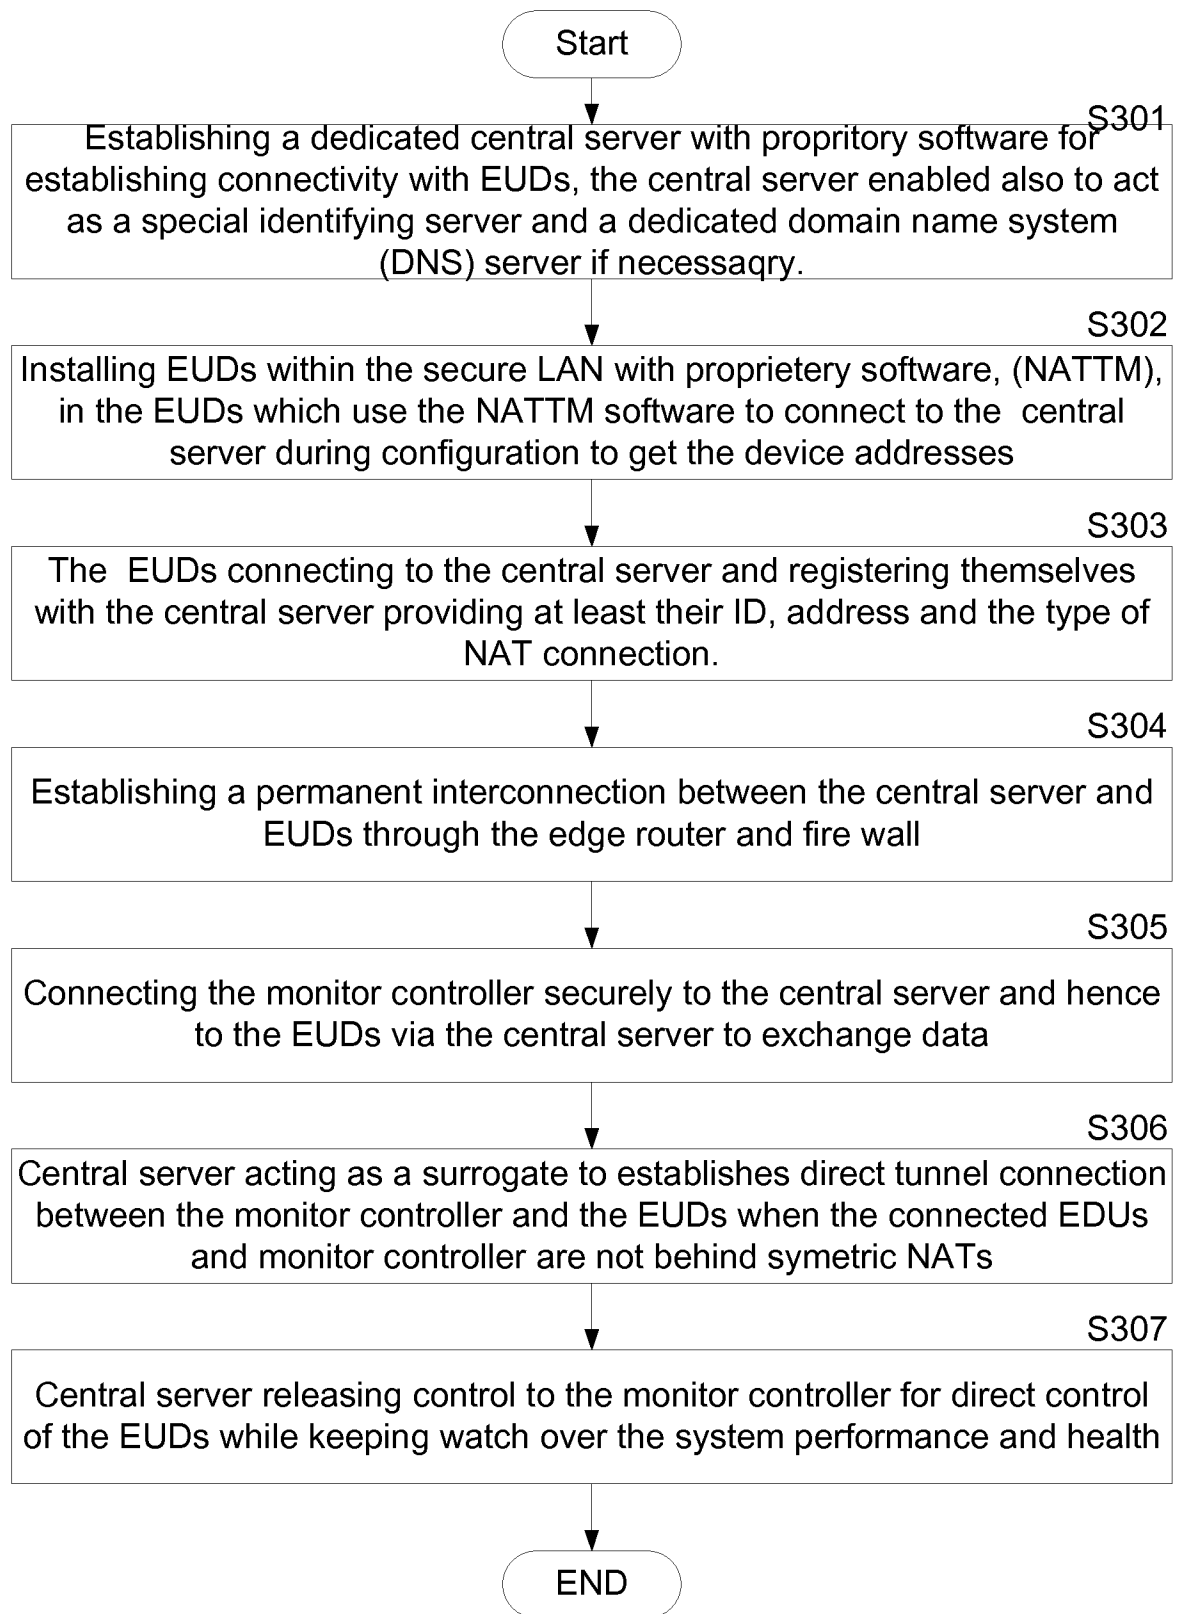 Start
S301
Establishing a dedicated central server with propritory software for
establishing connectivity with EUDs, the central server enabled also to act
as a special identifying server and a dedicated domain name system
(DNS) server if necessaqry.
S302
Installing EUDs within the secure LAN with proprietery software, (NATTM),
in the EUDs which use the NATTM software to connect to the central
server during configuration to get the device addresses
S303
The EUDs connecting to the central server and registering themselves
with the central server providing at least their ID, address and the type of
NAT connection.
S304
Establishing a permanent interconnection between the central server and
EUDs through the edge router and fire wall
S305
Connecting the monitor controller securely to the central server and hence
to the EUDs via the central server to exchange data
S306
Central server acting as a surrogate to establishes direct tunnel connection
between the monitor controller and the EUDs when the connected EDUs
and monitor controller are not behind symetric NATs
S307
Central server releasing control to the monitor controller for direct control
of the EUDs while keeping watch over the system performance and health
END